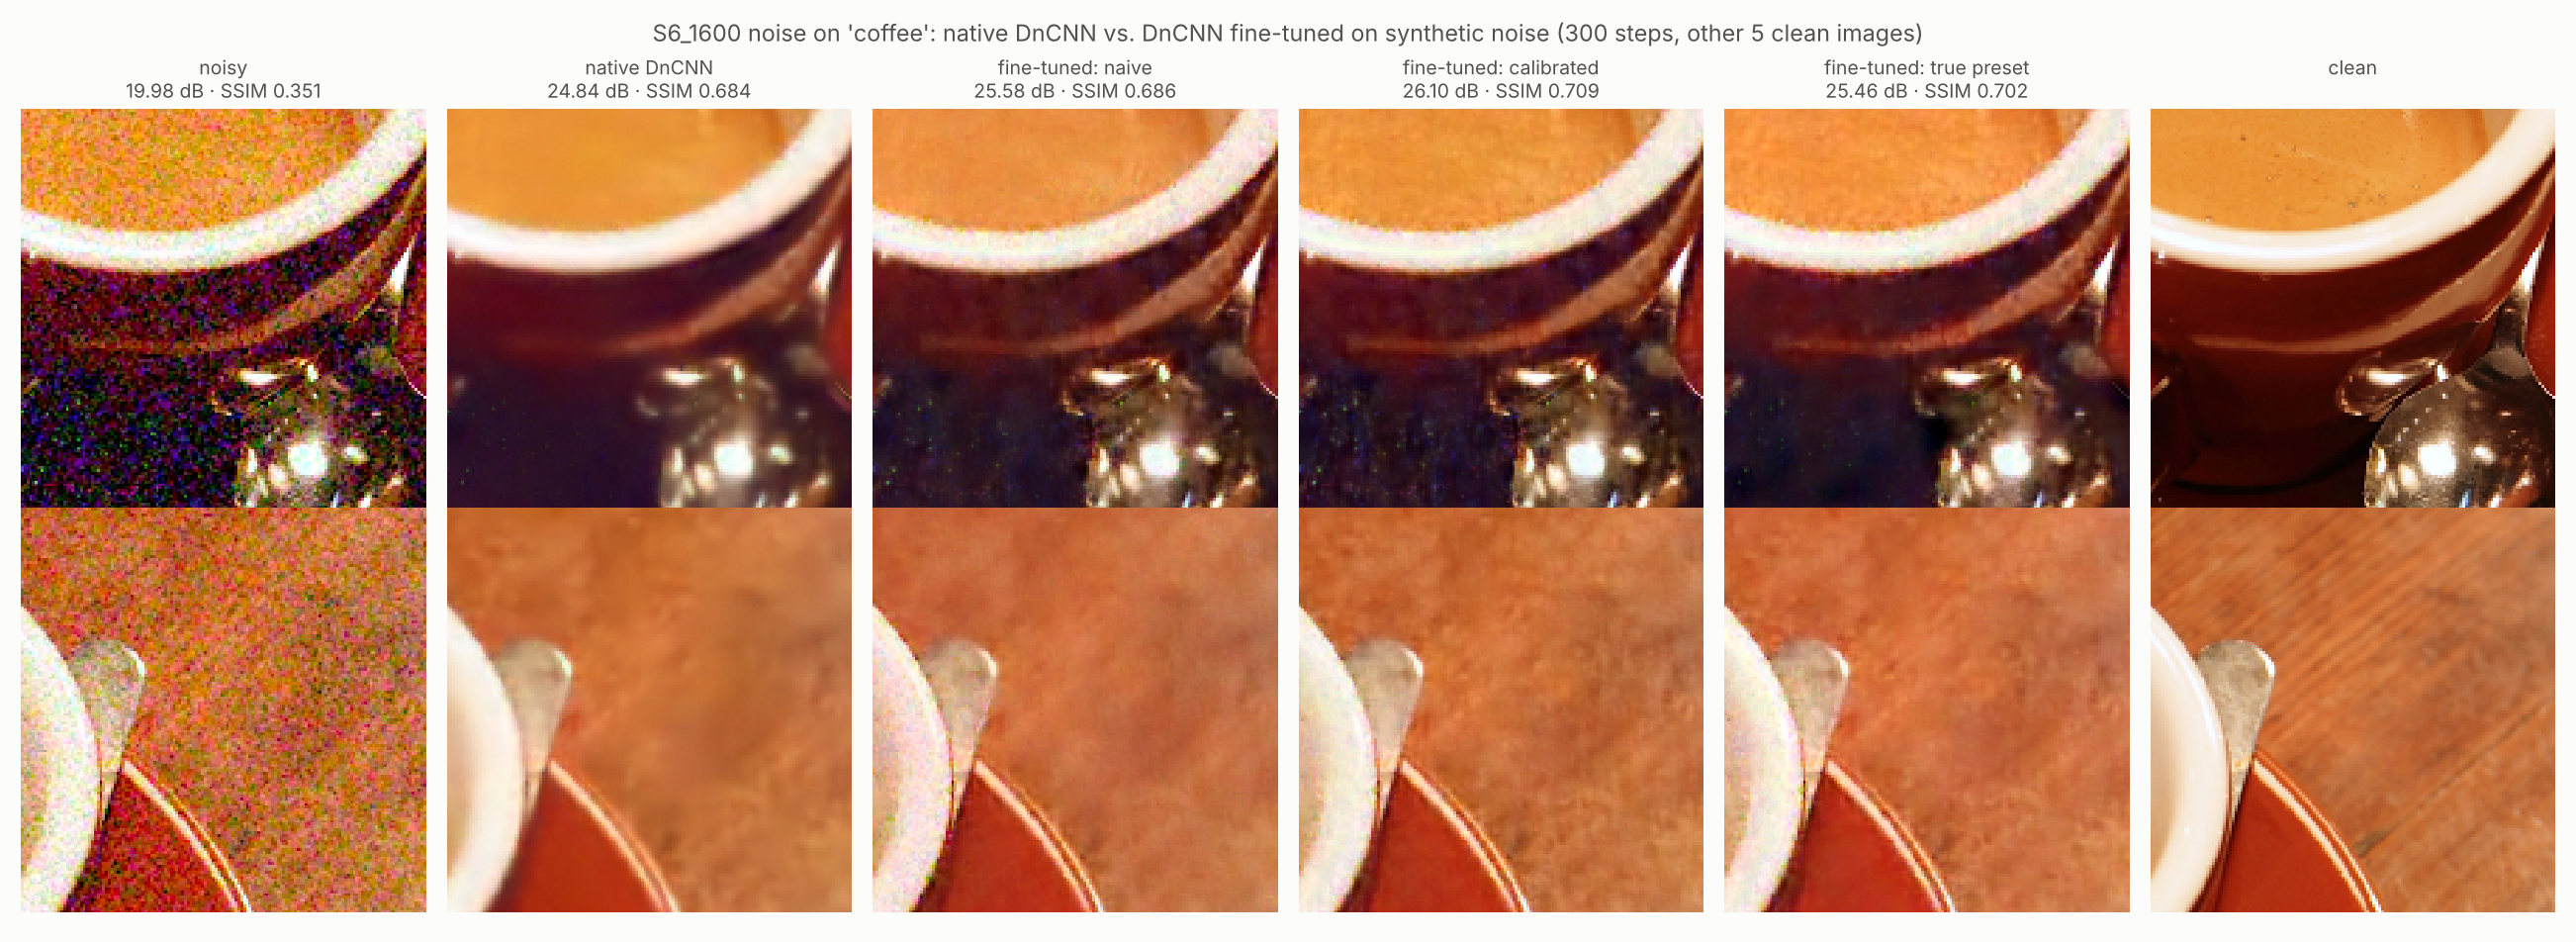 S6_1600 noise on 'coffee': native DnCNN vs. DnCNN fine-tuned on synthetic noise (300 steps, other 5 clean images)
noisy
19.98 dB · SSIM 0.351
native DnCNN
24.84 dB · SSIM 0.684
fine-tuned: naive
25.58 dB · SSIM 0.686
fine-tuned: calibrated
26.10 dB · SSIM 0.709
fine-tuned: true preset
25.46 dB · SSIM 0.702
clean